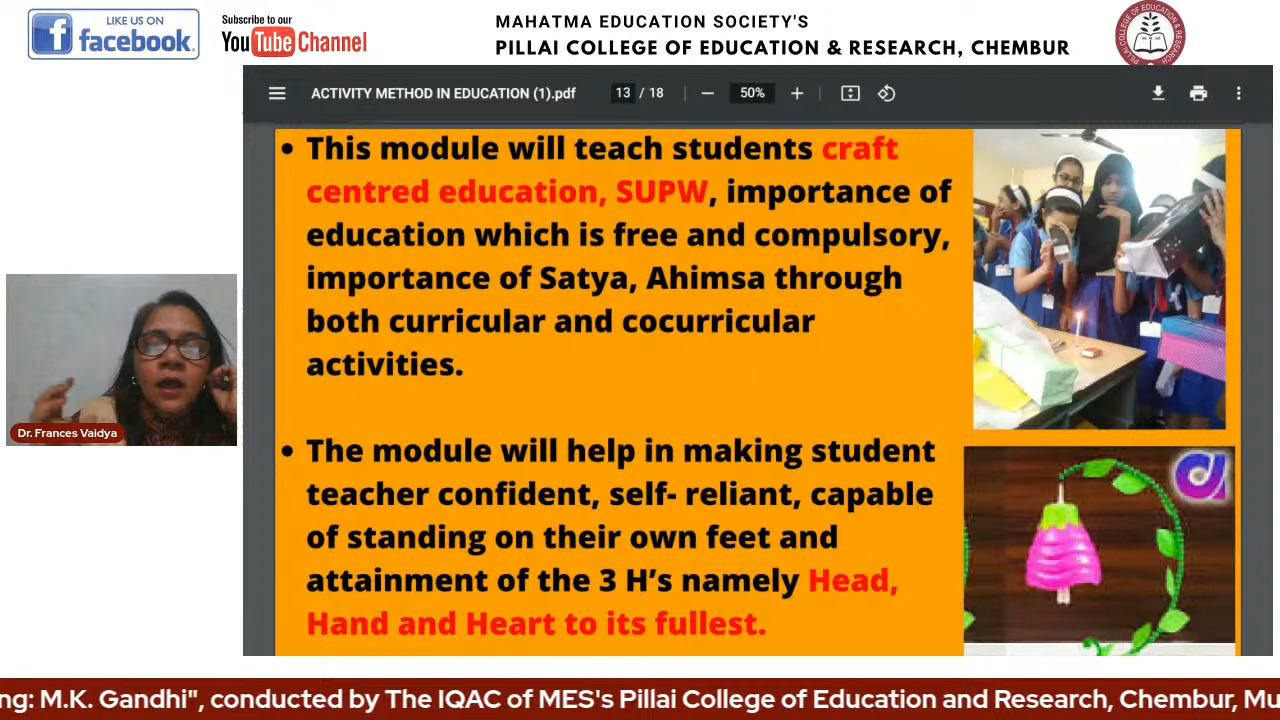 LIKE US ON
facebook.
Subscribe to our
YouTube Channel
MAHATMA EDUCATION SOCIETY'S
PILLAI COLLEGE OF EDUCATION & RESEARCH, CHEMBUR
PILLAI COLLEGE OF EDUCATION & RESEARCH
ACTIVITY METHOD IN EDUCATION (1).pdf
13 / 18
50%
• This module will teach students craft
centred education, SUPW, importance of
education which is free and compulsory,
importance of Satya, Ahimsa through
both curricular and cocurricular
activities.
• The module will help in making student
teacher confident, self- reliant, capable
of standing on their own feet and
attainment of the 3 H’s namely Head,
Hand and Heart to its fullest.
Dr. Frances Vaidya
ng: M.K. Gandhi", conducted by The IQAC of MES's Pillai College of Education and Research, Chembur, Mu